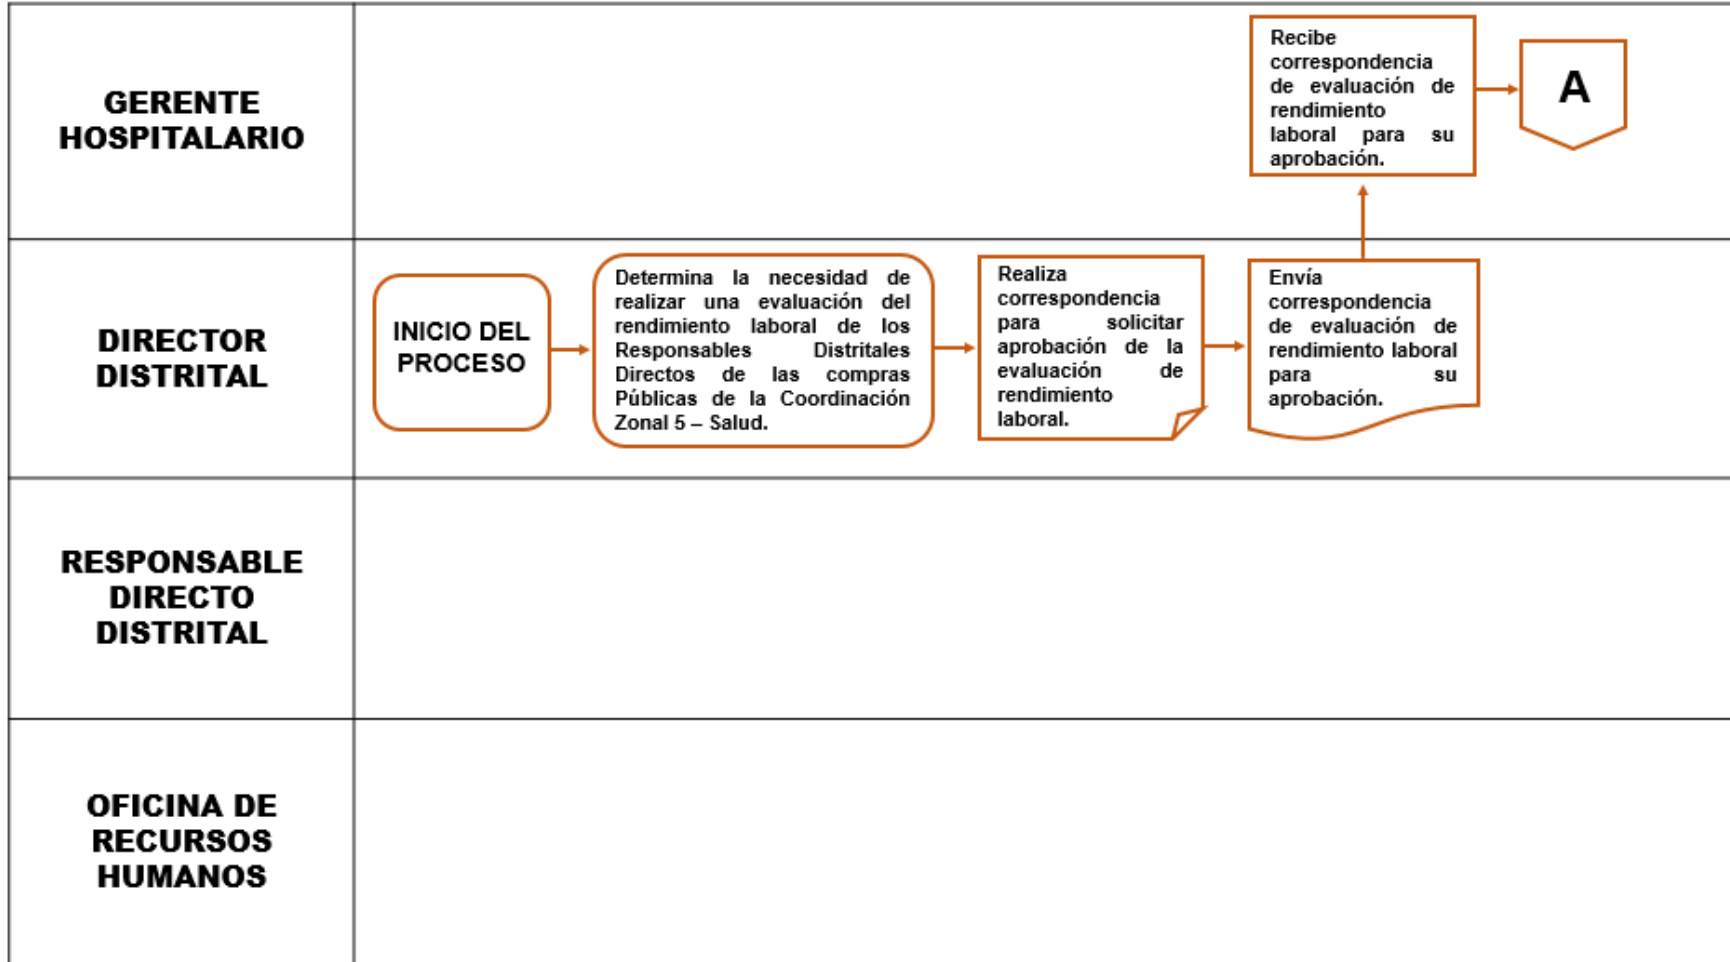 GERENTE
HOSPITALARIO
Recibe
correspondencia
de evaluación de
rendimiento
laboral para su
aprobación.
A
DIRECTOR
DISTRITAL
INICIO DEL
PROCESO
Determina la necesidad de
realizar una evaluación del
rendimiento laboral de los
Responsables Distritales
Directos de las compras
Públicas de la Coordinación
Zonal 5 – Salud.
Realiza
correspondencia
para solicitar
aprobación de la
evaluación de
rendimiento
laboral.
Envía
correspondencia
de evaluación de
rendimiento laboral
para su
aprobación.
RESPONSABLE
DIRECTO
DISTRITAL
OFICINA DE
RECURSOS
HUMANOS